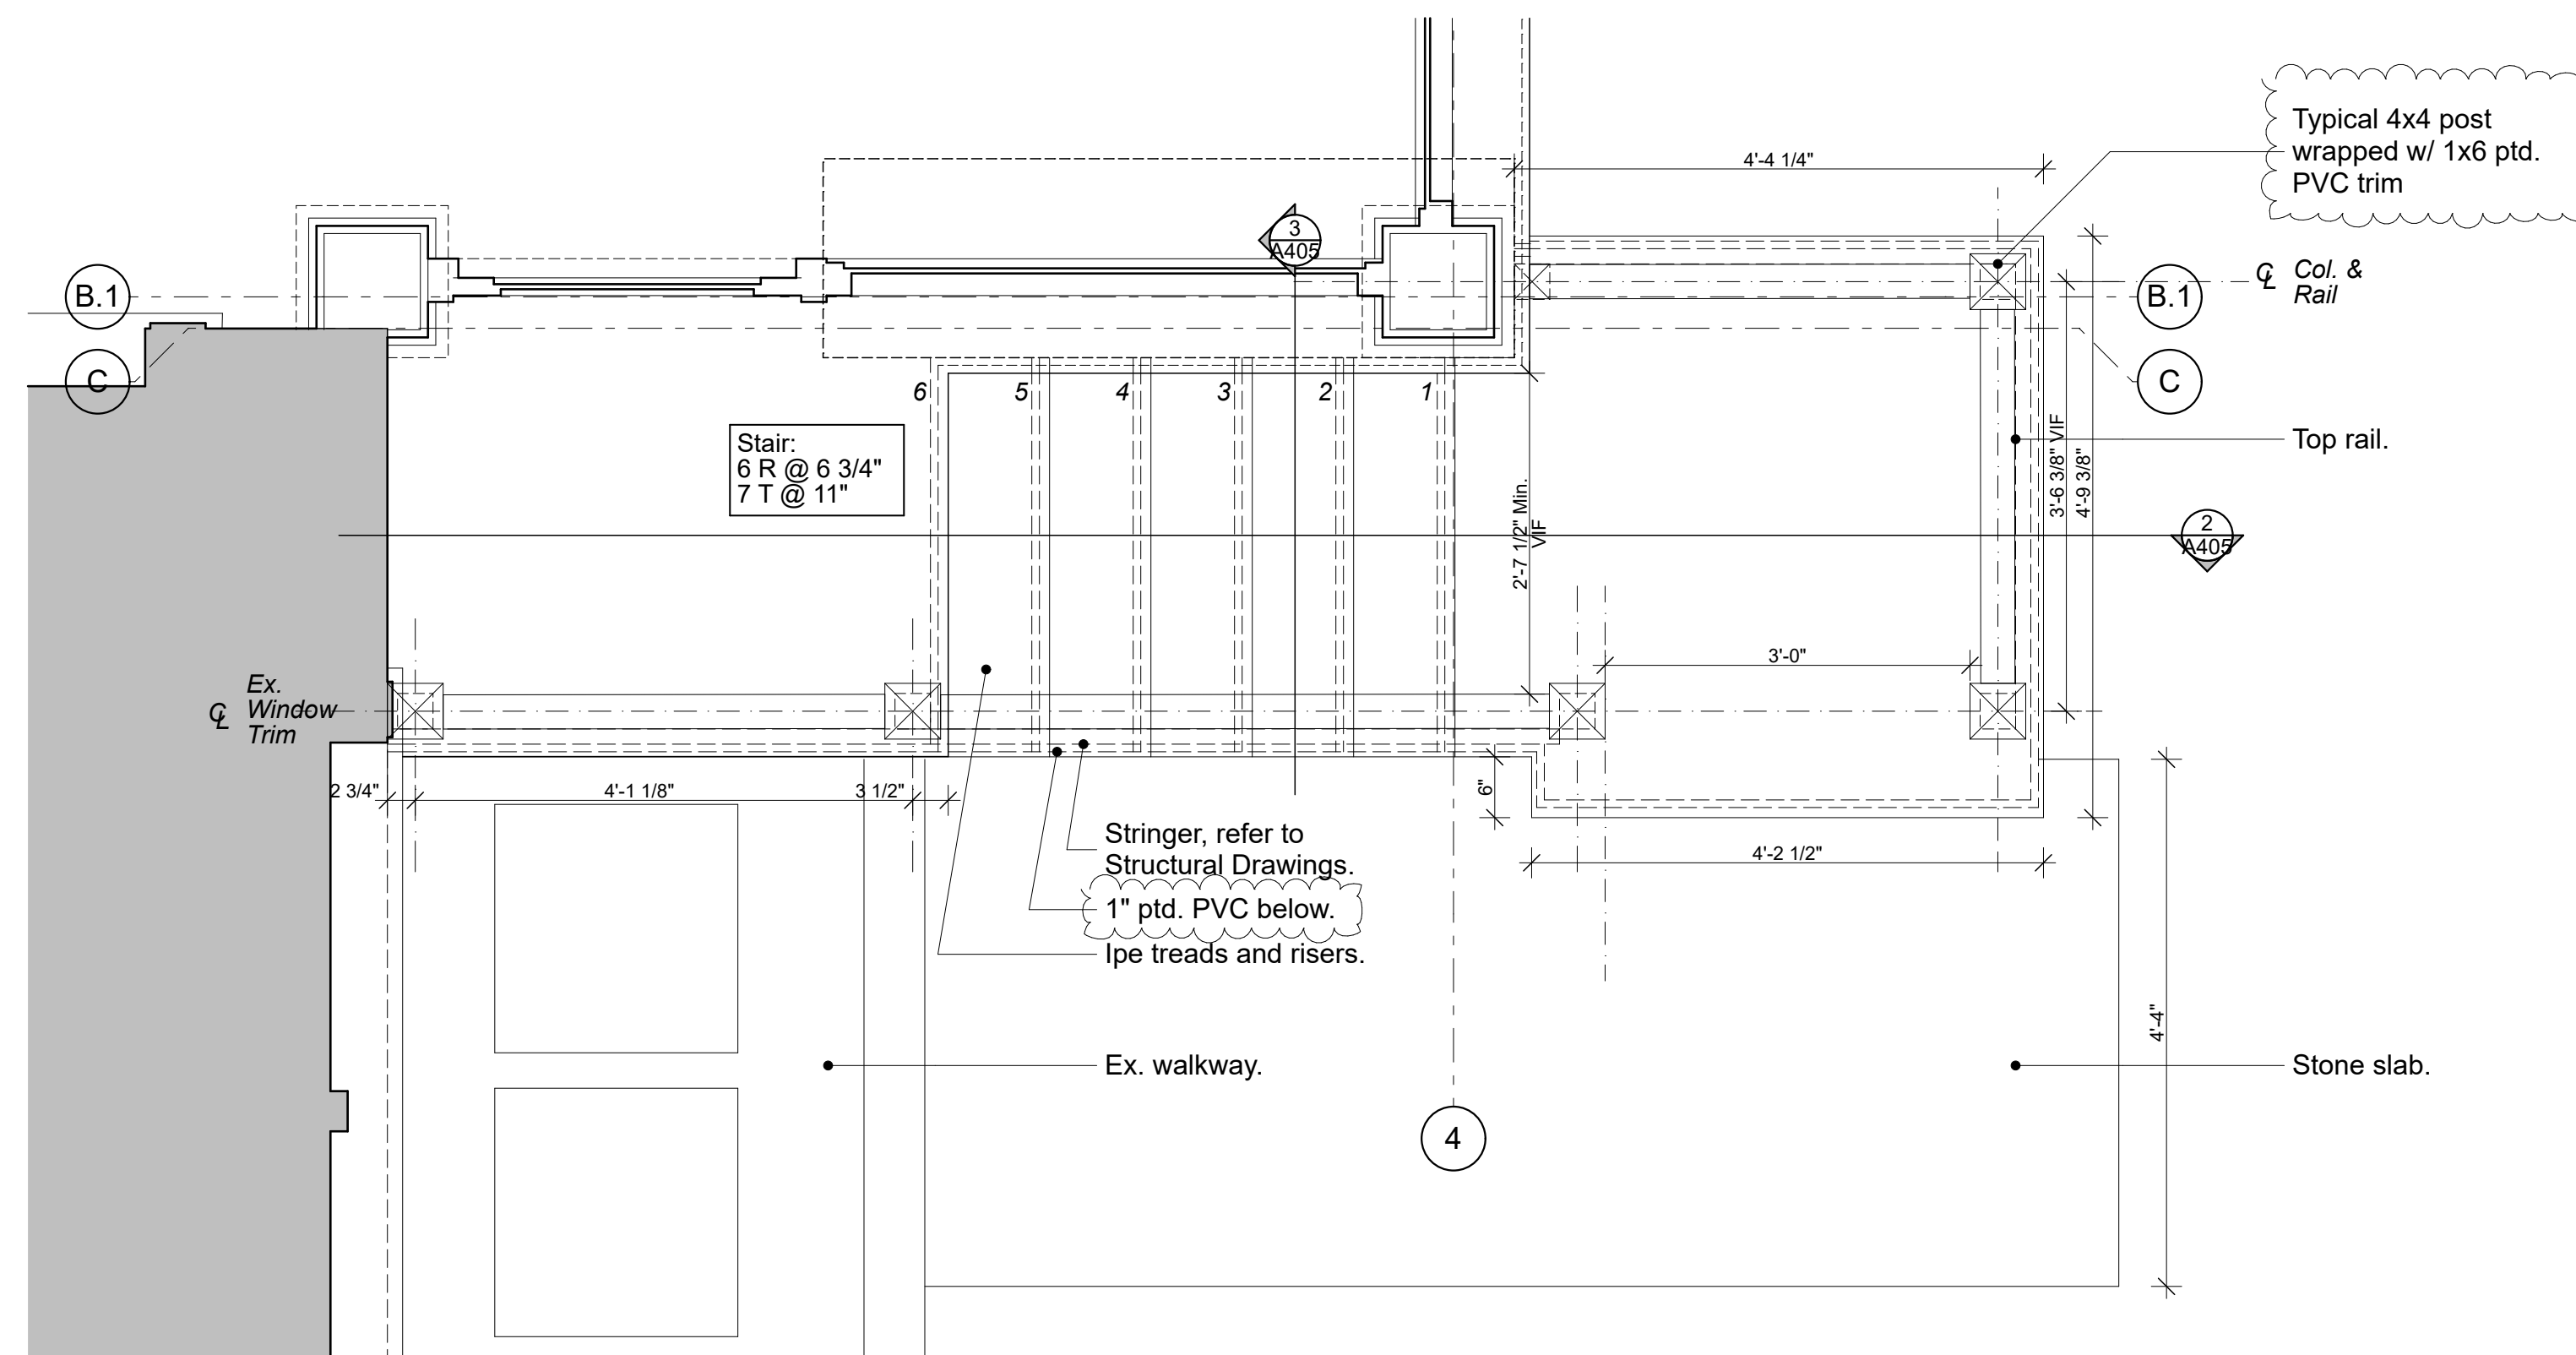 Typical 4x4 post
wrapped w/ 1x6 ptd.
PVC trim
4'-4 1/4"
3
A405
B.1
B.1
℄ Col. &
Rail
C
C
6
5
4
3
2
1
Stair:
6 R @ 6 3/4"
7 T @ 11"
Top rail.
3'-6 3/8" VIF
4'-9 3/8"
2'-7 1/2" Min.
VIF
2
A405
3'-0"
℄ Ex.
Window
Trim
2 3/4"
4'-1 1/8"
3 1/2"
6"
4'-2 1/2"
Stringer, refer to
Structural Drawings.
1" ptd. PVC below.
Ipe treads and risers.
Ex. walkway.
4'-4"
Stone slab.
4